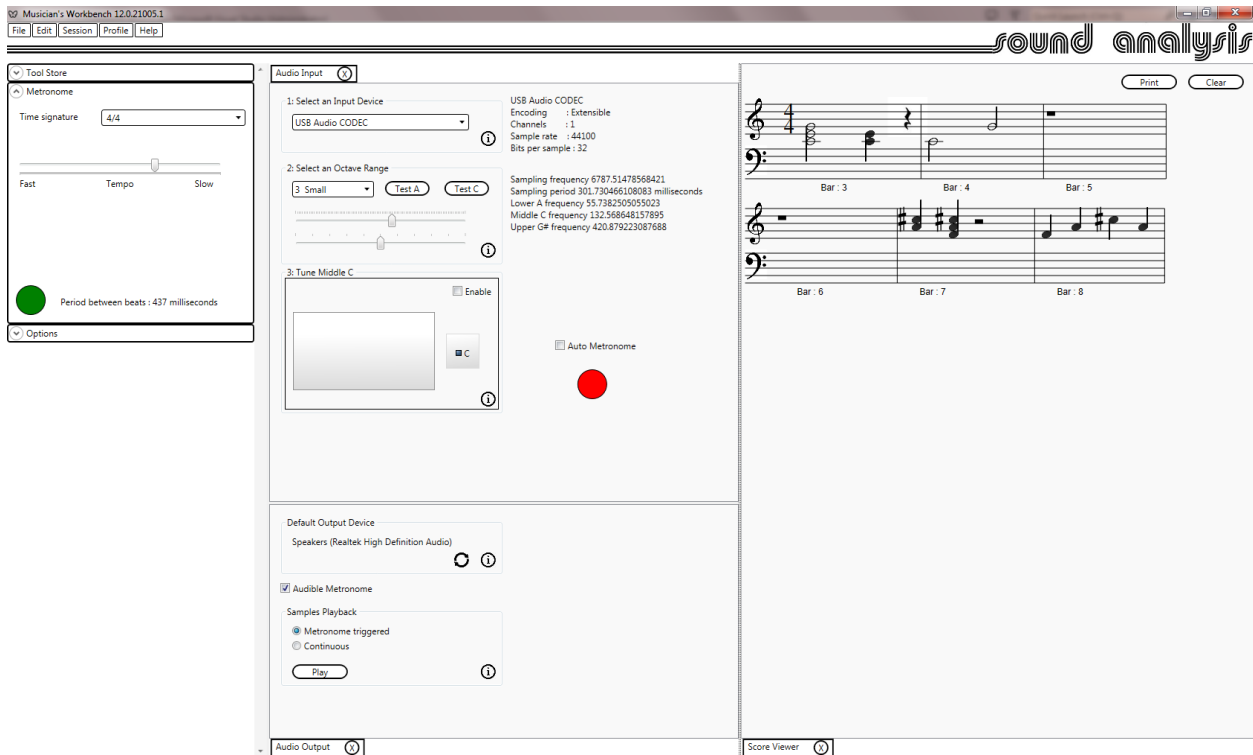 Musician's Workbench 12.0.21005.1
File Edit Session Profile Help
sound analysis
Tool Store
Metronome
Time signature 4/4
Fast Tempo Slow
Period between beats : 437 milliseconds
Options
Audio Input X
1: Select an Input Device
USB Audio CODEC
i
USB Audio CODEC
Encoding : Extensible
Channels : 1
Sample rate : 44100
Bits per sample : 32
2: Select an Octave Range
3 Small Test A Test C
i
Sampling frequency 6787.51478568421
Sampling period 301.730466108083 milliseconds
Lower A frequency 55.7382505055023
Middle C frequency 132.568648157895
Upper G# frequency 420.879223087688
3: Tune Middle C
Enable
C
i
Auto Metronome
Default Output Device
Speakers (Realtek High Definition Audio)
i
Audible Metronome
Samples Playback
Metronome triggered
Continuous
Play
i
Audio Output X
Print Clear
4
4
Bar : 3 Bar : 4 Bar : 5
Bar : 6 Bar : 7 Bar : 8
Score Viewer X